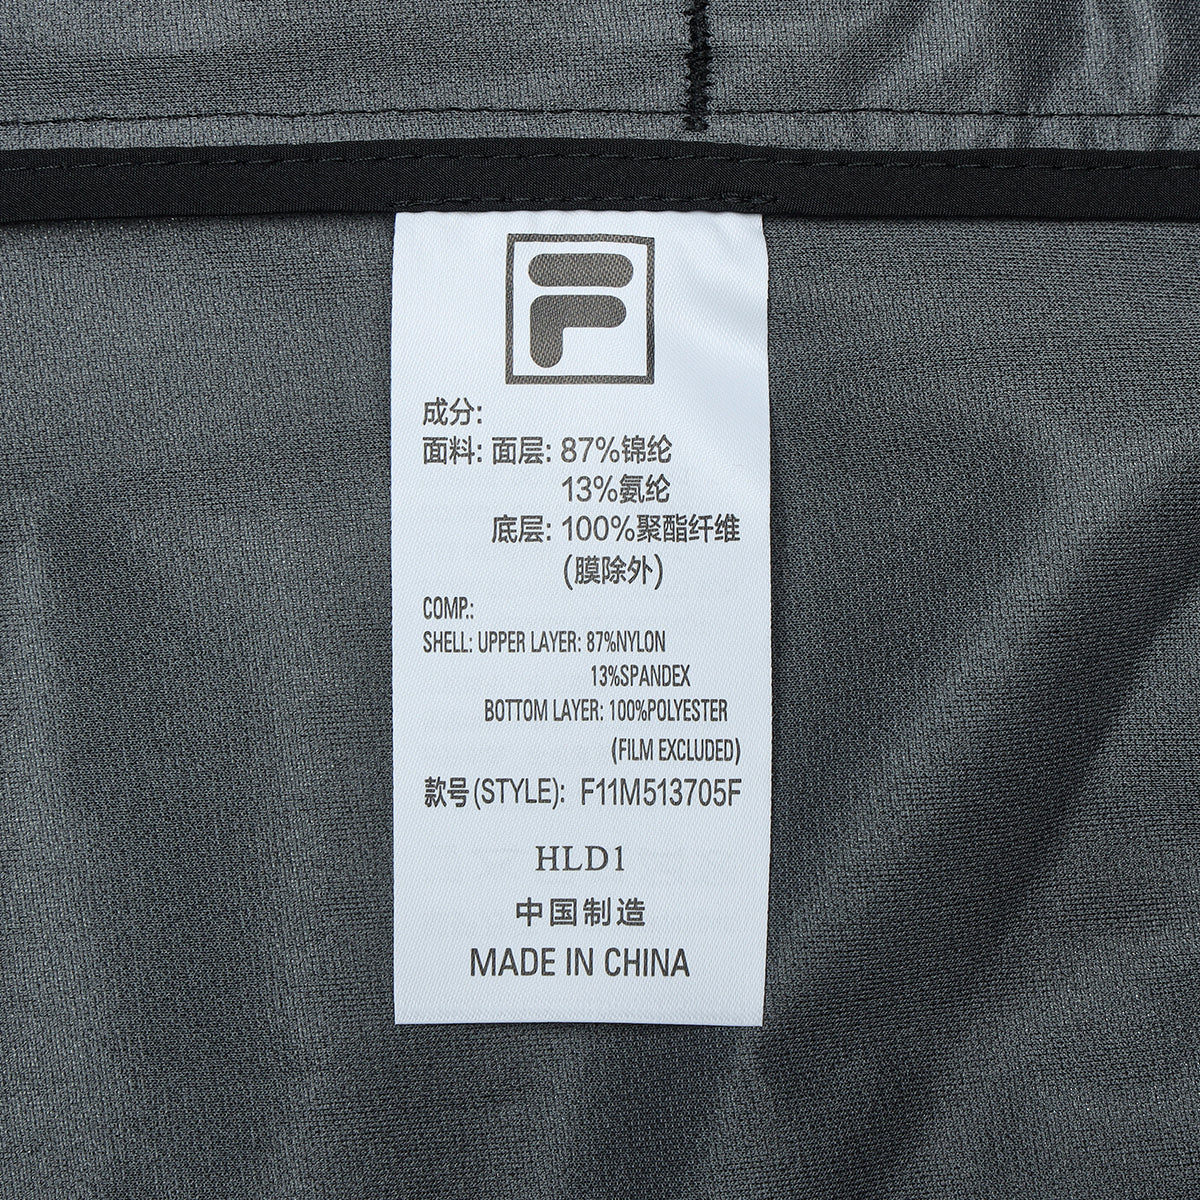 F
成分:
面料: 面层: 87%锦纶
13%氨纶
底层: 100%聚酯纤维
(膜除外)
COMP.:
SHELL: UPPER LAYER: 87%NYLON
13%SPANDEX
BOTTOM LAYER: 100%POLYESTER
(FILM EXCLUDED)
款号(STYLE): F11M513705F
HLD1
中国制造
MADE IN CHINA